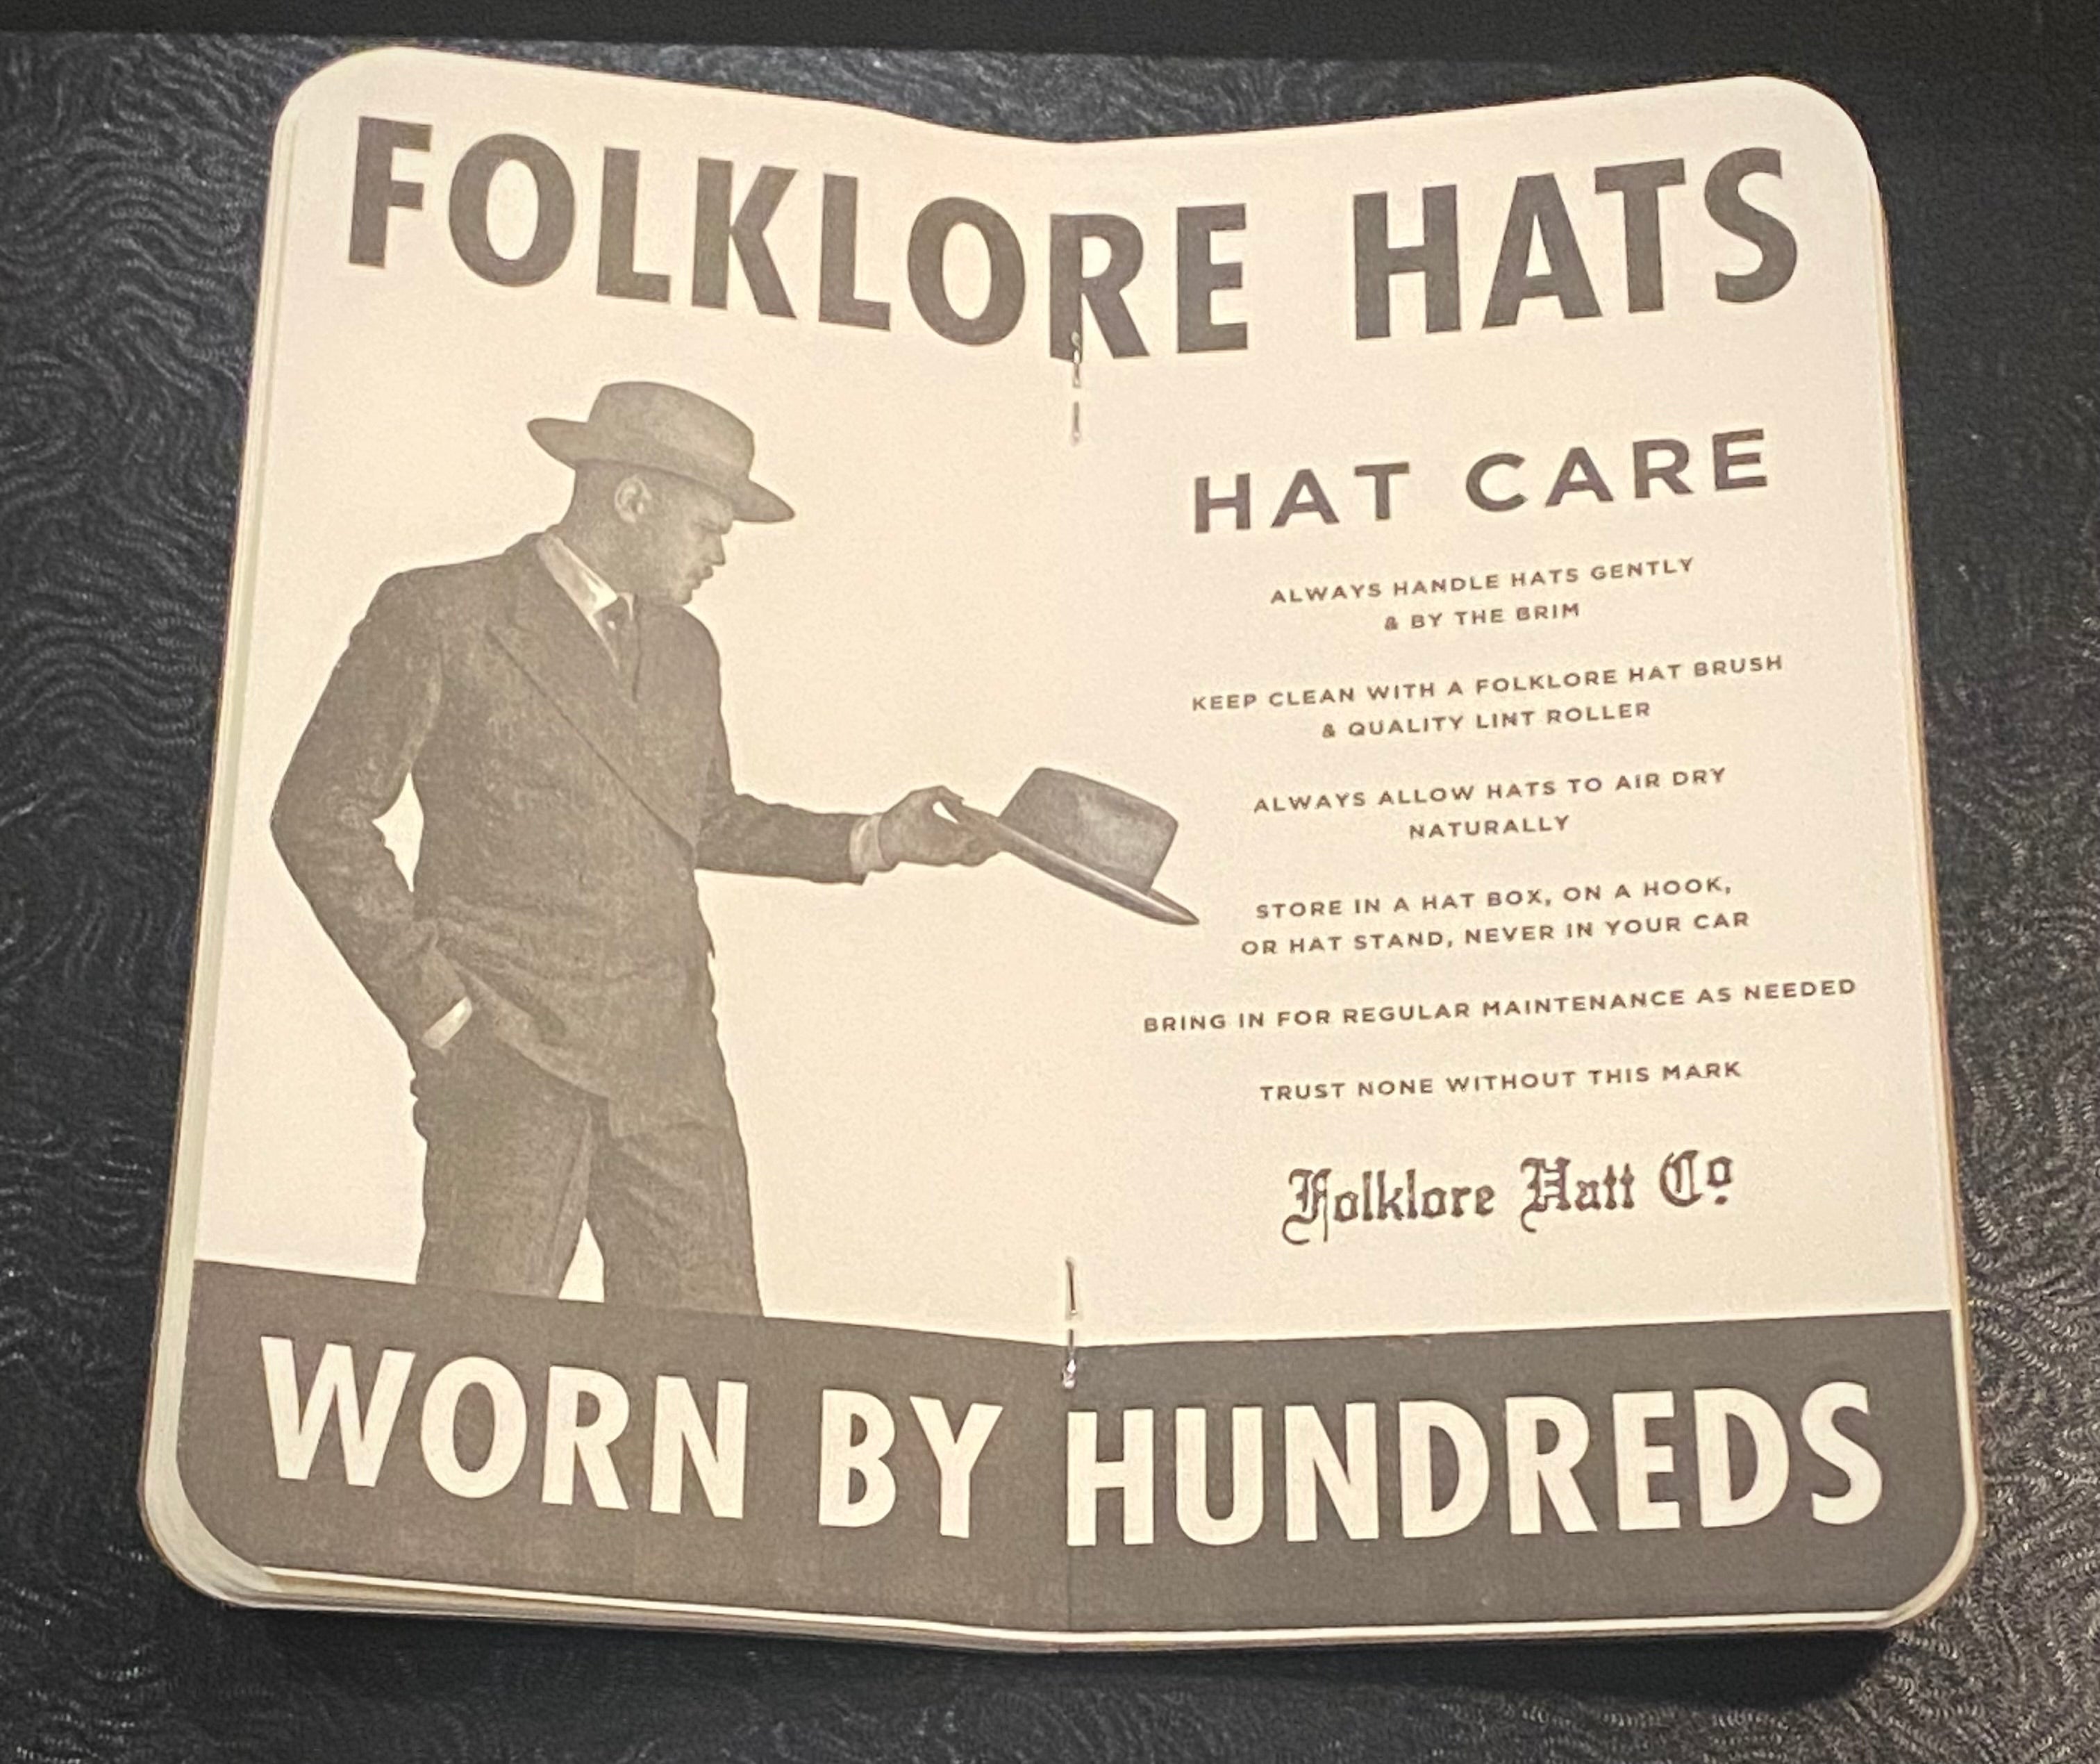 FOLKLORE HATS
HAT CARE
ALWAYS HANDLE HATS GENTLY
& BY THE BRIM
KEEP CLEAN WITH A FOLKLORE HAT BRUSH
& QUALITY LINT ROLLER
ALWAYS ALLOW HATS TO AIR DRY
NATURALLY
STORE IN A HAT BOX, ON A HOOK,
OR HAT STAND, NEVER IN YOUR CAR
BRING IN FOR REGULAR MAINTENANCE AS NEEDED
TRUST NONE WITHOUT THIS MARK
Folklore Hatt Co.
WORN BY HUNDREDS